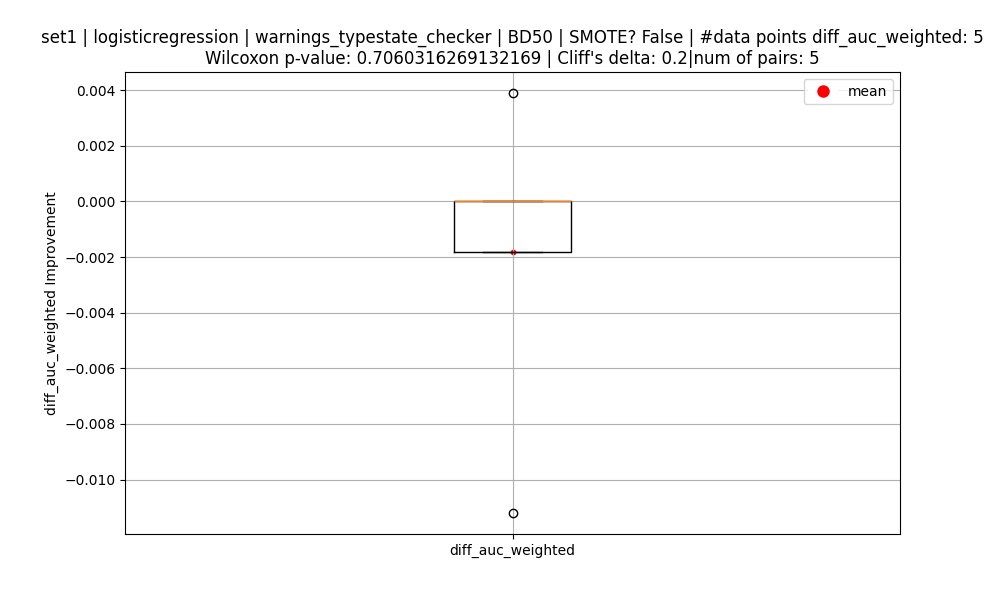 set1 | logisticregression | warnings_typestate_checker | BD50 | SMOTE? False | #data points diff_auc_weighted: 5
Wilcoxon p-value: 0.7060316269132169 | Cliff's delta: 0.2|num of pairs: 5
mean
0.004
0.002
0.000
−0.002
−0.004
−0.006
−0.008
−0.010
diff_auc_weighted Improvement
diff_auc_weighted